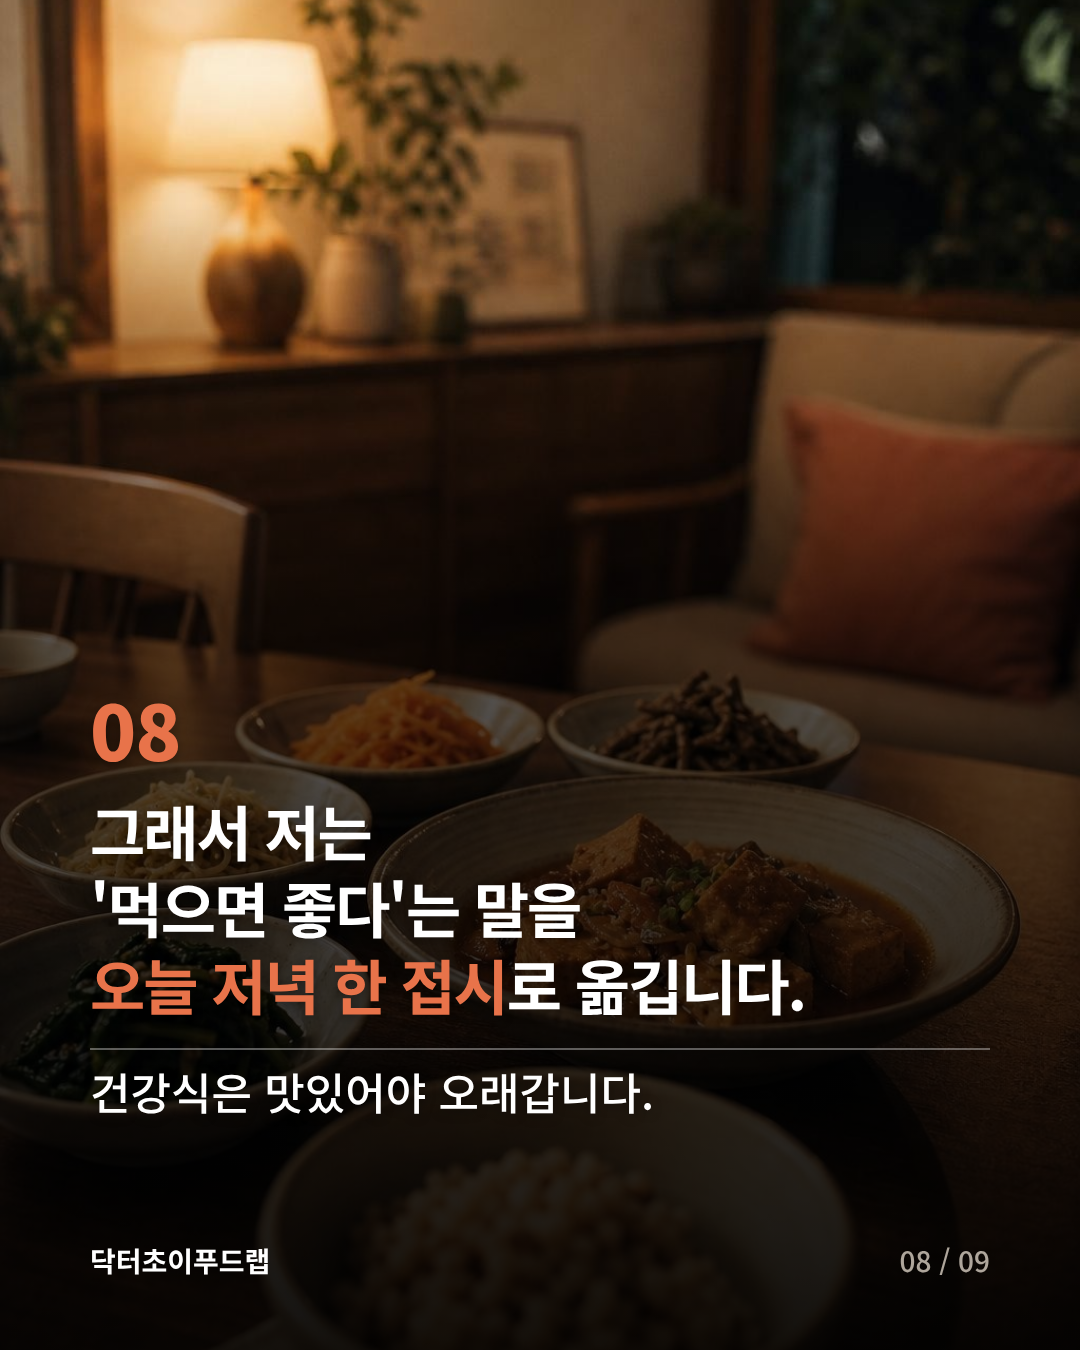 08
그래서 저는
'먹으면 좋다'는 말을
오늘 저녁 한 접시로 옮깁니다.
건강식은 맛있어야 오래갑니다.
닥터초이푸드랩
08 / 09